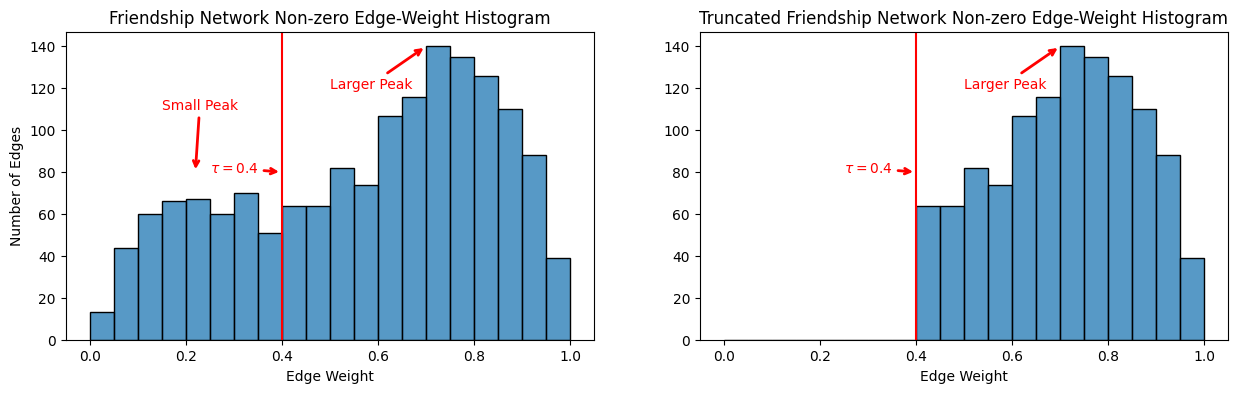 Friendship Network Non-zero Edge-Weight Histogram
Number of Edges
140
120
100
80
60
40
20
0
Small Peak
Larger Peak
τ = 0.4
0.0 0.2 0.4 0.6 0.8 1.0
Edge Weight
Truncated Friendship Network Non-zero Edge-Weight Histogram
140
120
100
80
60
40
20
0
Larger Peak
τ = 0.4
0.0 0.2 0.4 0.6 0.8 1.0
Edge Weight